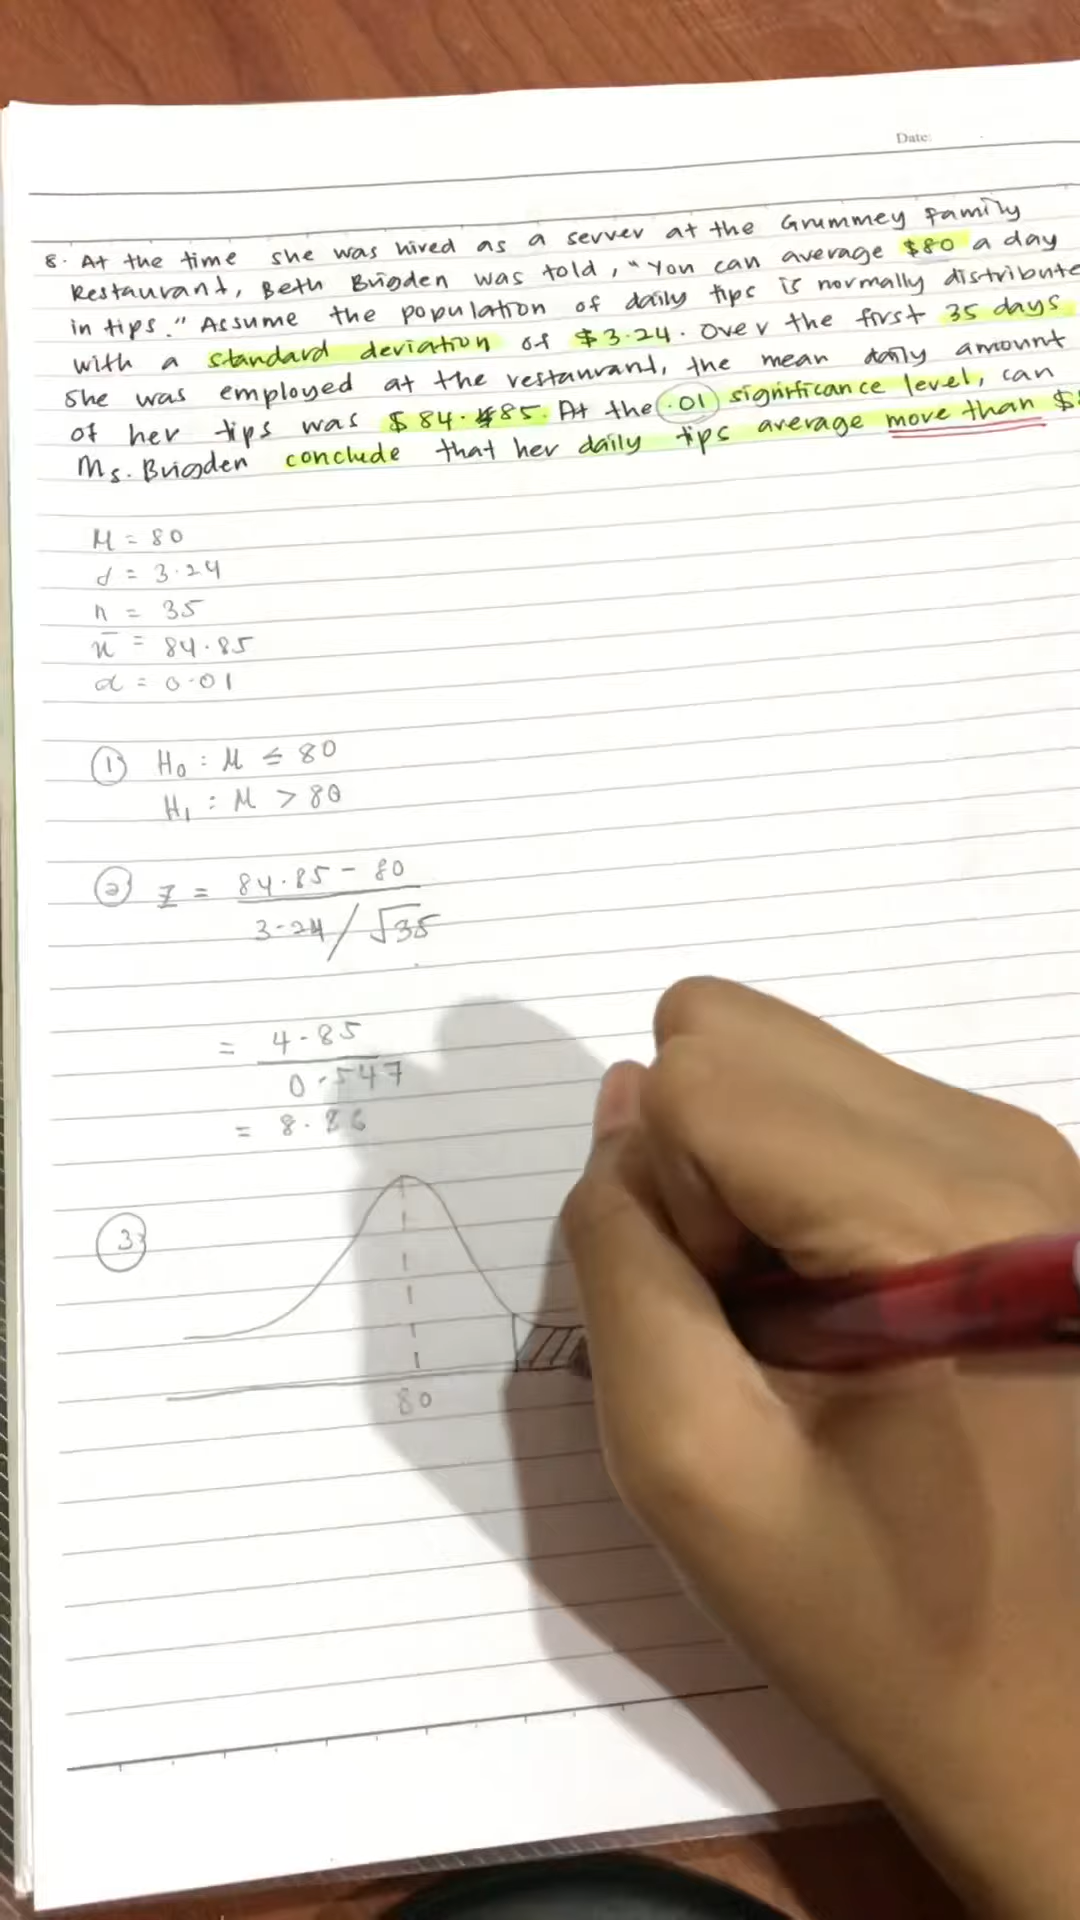 Date:
8. At the time she was hired as a server at the Grummey Family
Restaurant, Beth Brigden was told, "You can average $80 a day
in tips." Assume the population of daily tips is normally distribute
with a standard deviation of $3.24. Over the first 35 days
she was employed at the restaurant, the mean daily amount
of her tips was $84.85. At the .01 significance level, can
Ms. Brigden conclude that her daily tips average more than $
M = 80
σ = 3.24
n = 35
x̄ = 84.85
α = 0.01
① H₀ : M ≤ 80
H₁ : M > 80
② Z = 84.85 - 80
3.24 / √35
= 4.85
0.547
= 8.86
③
80